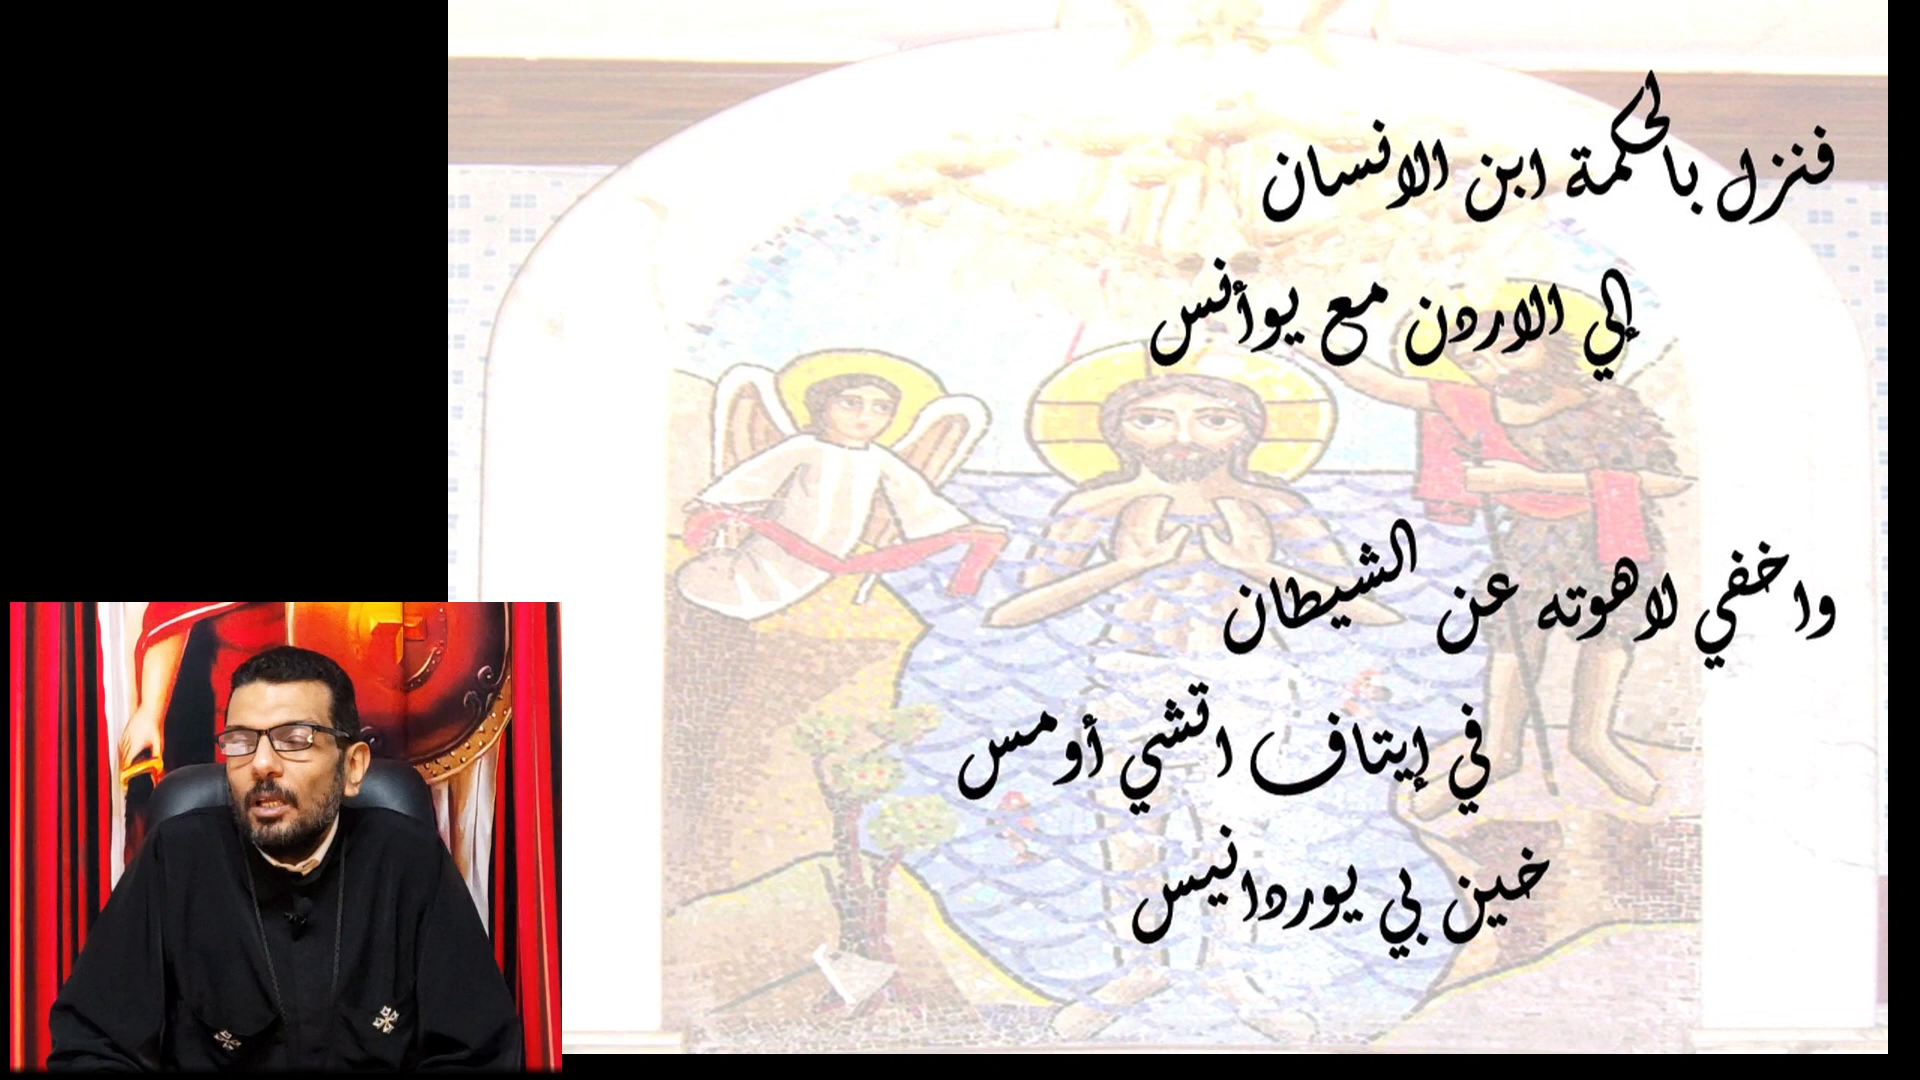 فنزل بالحكمة ابن الانسان
إلي الاردن مع يوأنس
واخفي لاهوته عن الشيطان
في إيتاف اتشي أومس
خين بي يوردانيس